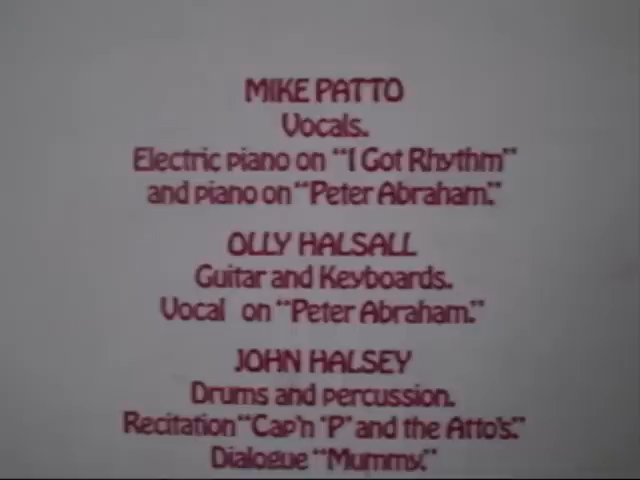 MIKE PATTO
Vocals.
Electric piano on "I Got Rhythm"
and piano on "Peter Abraham."
OLLY HALSALL
Guitar and Keyboards.
Vocal on "Peter Abraham."
JOHN HALSEY
Drums and percussion.
Recitation "Cap'n 'P' and the Atto's."
Dialogue "Mummy."